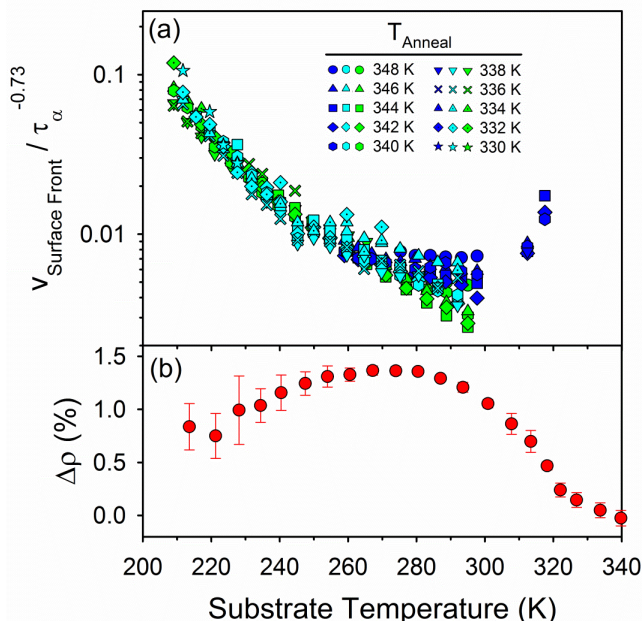 (a)
T_Anneal
348 K 338 K
346 K 336 K
344 K 334 K
342 K 332 K
340 K 330 K
0.1
0.01
v_Surface Front / τ_α^-0.73
(b)
1.5
1.0
0.5
0.0
Δρ (%)
200 220 240 260 280 300 320 340
Substrate Temperature (K)